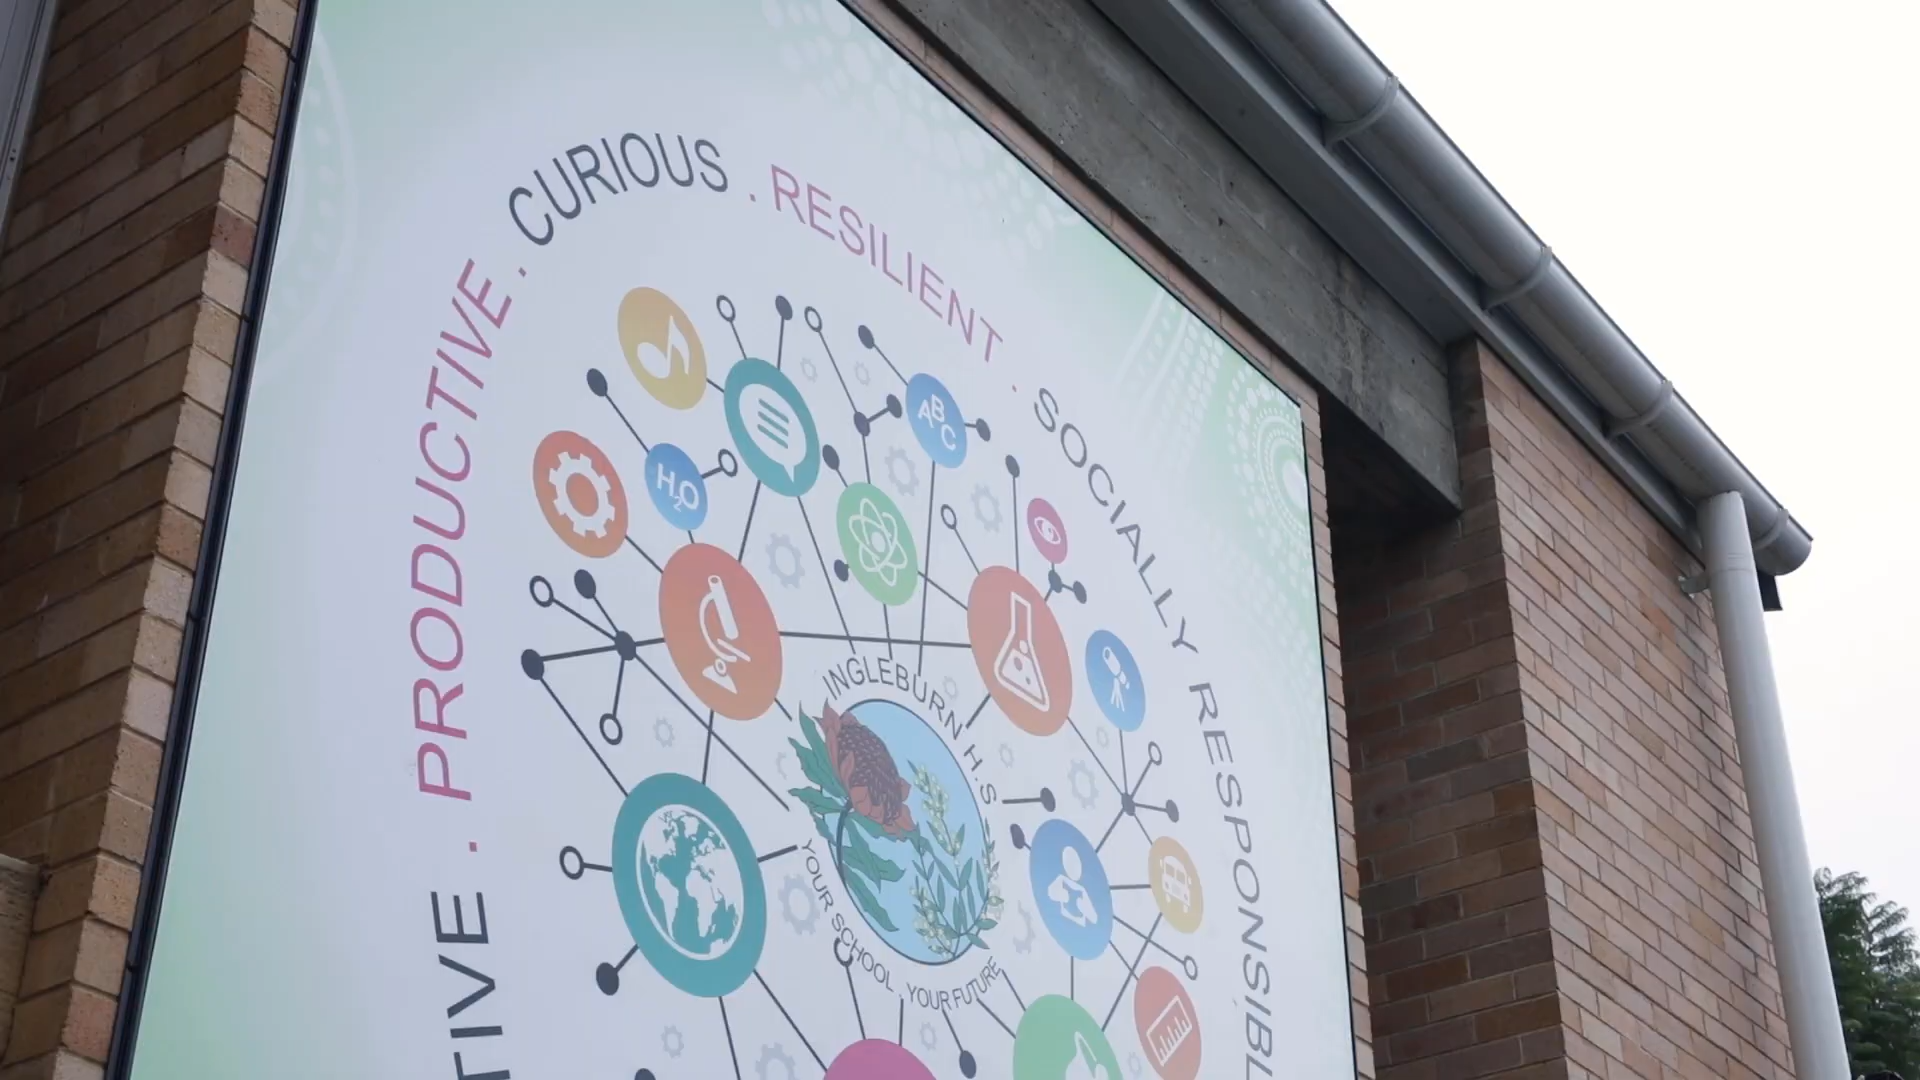 TIVE . PRODUCTIVE . CURIOUS . RESILIENT . SOCIALLY RESPONSIBL
ABC
H2O
INGLEBURN H.S
YOUR SCHOOL . YOUR FUTURE